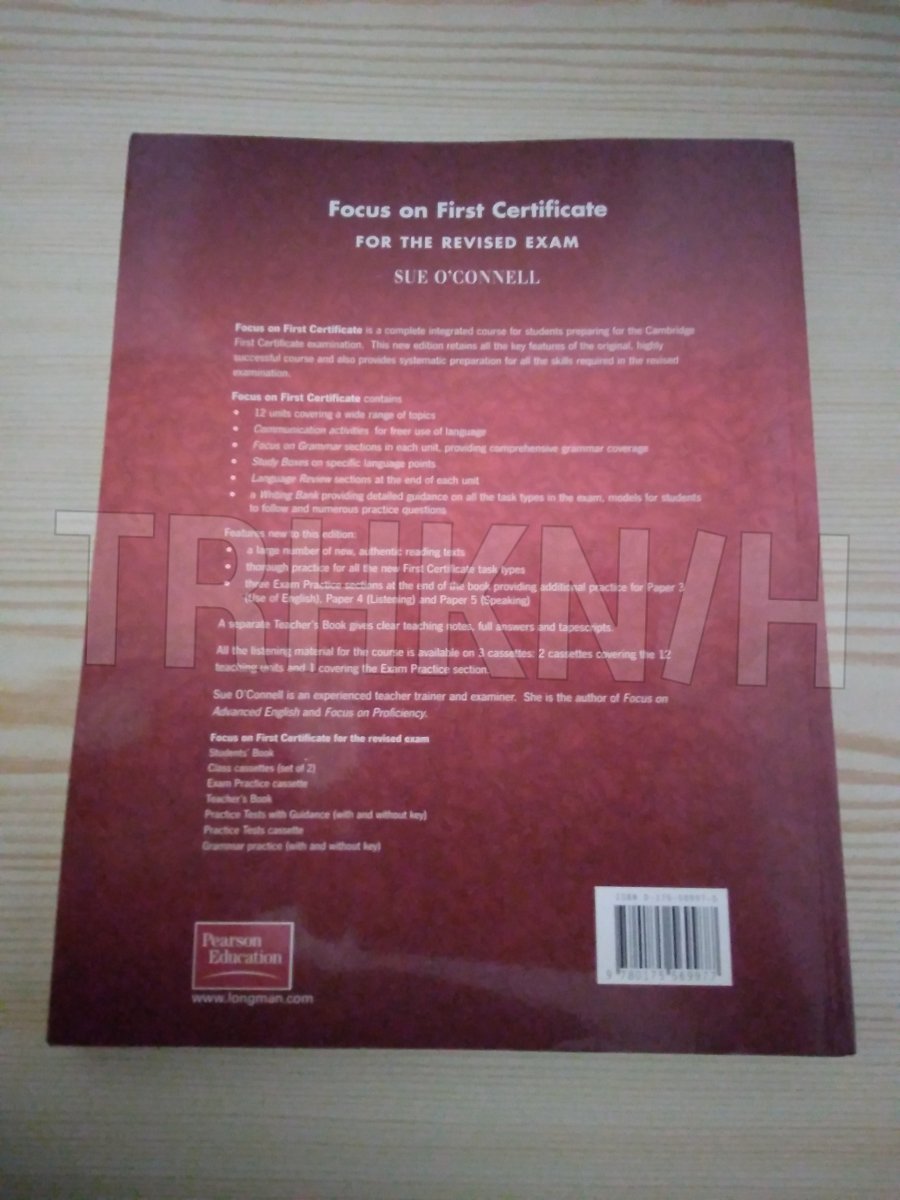 Focus on First Certificate
FOR THE REVISED EXAM
SUE O'CONNELL
Focus on First Certificate is a complete integrated course for students preparing for the Cambridge
First Certificate examination. This new edition retains all the key features of the original, highly
successful course and also provides systematic preparation for all the skills required in the revised
examination.
Focus on First Certificate contains
• 12 units covering a wide range of topics
• Communication activities for freer use of language
• Focus on Grammar sections in each unit, providing comprehensive grammar coverage
• Study Boxes on specific language points
• Language Review sections at the end of each unit
• a Writing Bank providing detailed guidance on all the task types in the exam, models for students
to follow and numerous practice questions
Features new to this edition:
• a large number of new, authentic reading texts
• thorough practice for all the new First Certificate task types
• three Exam Practice sections at the end of the book providing additional practice for Paper 3
(Use of English), Paper 4 (Listening) and Paper 5 (Speaking)
TRHKN/H
A separate Teacher's Book gives clear teaching notes, full answers and tapescripts.
All the listening material for the course is available on 3 cassettes: 2 cassettes covering the 12
teaching units and 1 covering the Exam Practice section.
Sue O'Connell is an experienced teacher trainer and examiner. She is the author of Focus on
Advanced English and Focus on Proficiency.
Focus on First Certificate for the revised exam
Students' Book
Class cassettes (set of 2)
Exam Practice cassette
Teacher's Book
Practice Tests with Guidance (with and without key)
Practice Tests cassette
Grammar practice (with and without key)
ISBN 0-175-56997-5
9 780175 569977
Pearson
Education
www.longman.com